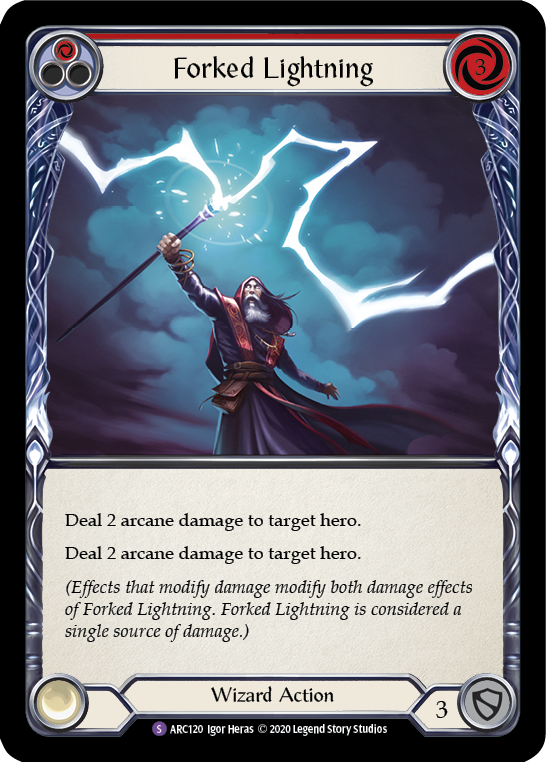 Forked Lightning
3
Deal 2 arcane damage to target hero.
Deal 2 arcane damage to target hero.
(Effects that modify damage modify both damage effects
of Forked Lightning. Forked Lightning is considered a
single source of damage.)
Wizard Action
3
S ARC120 Igor Heras © 2020 Legend Story Studios